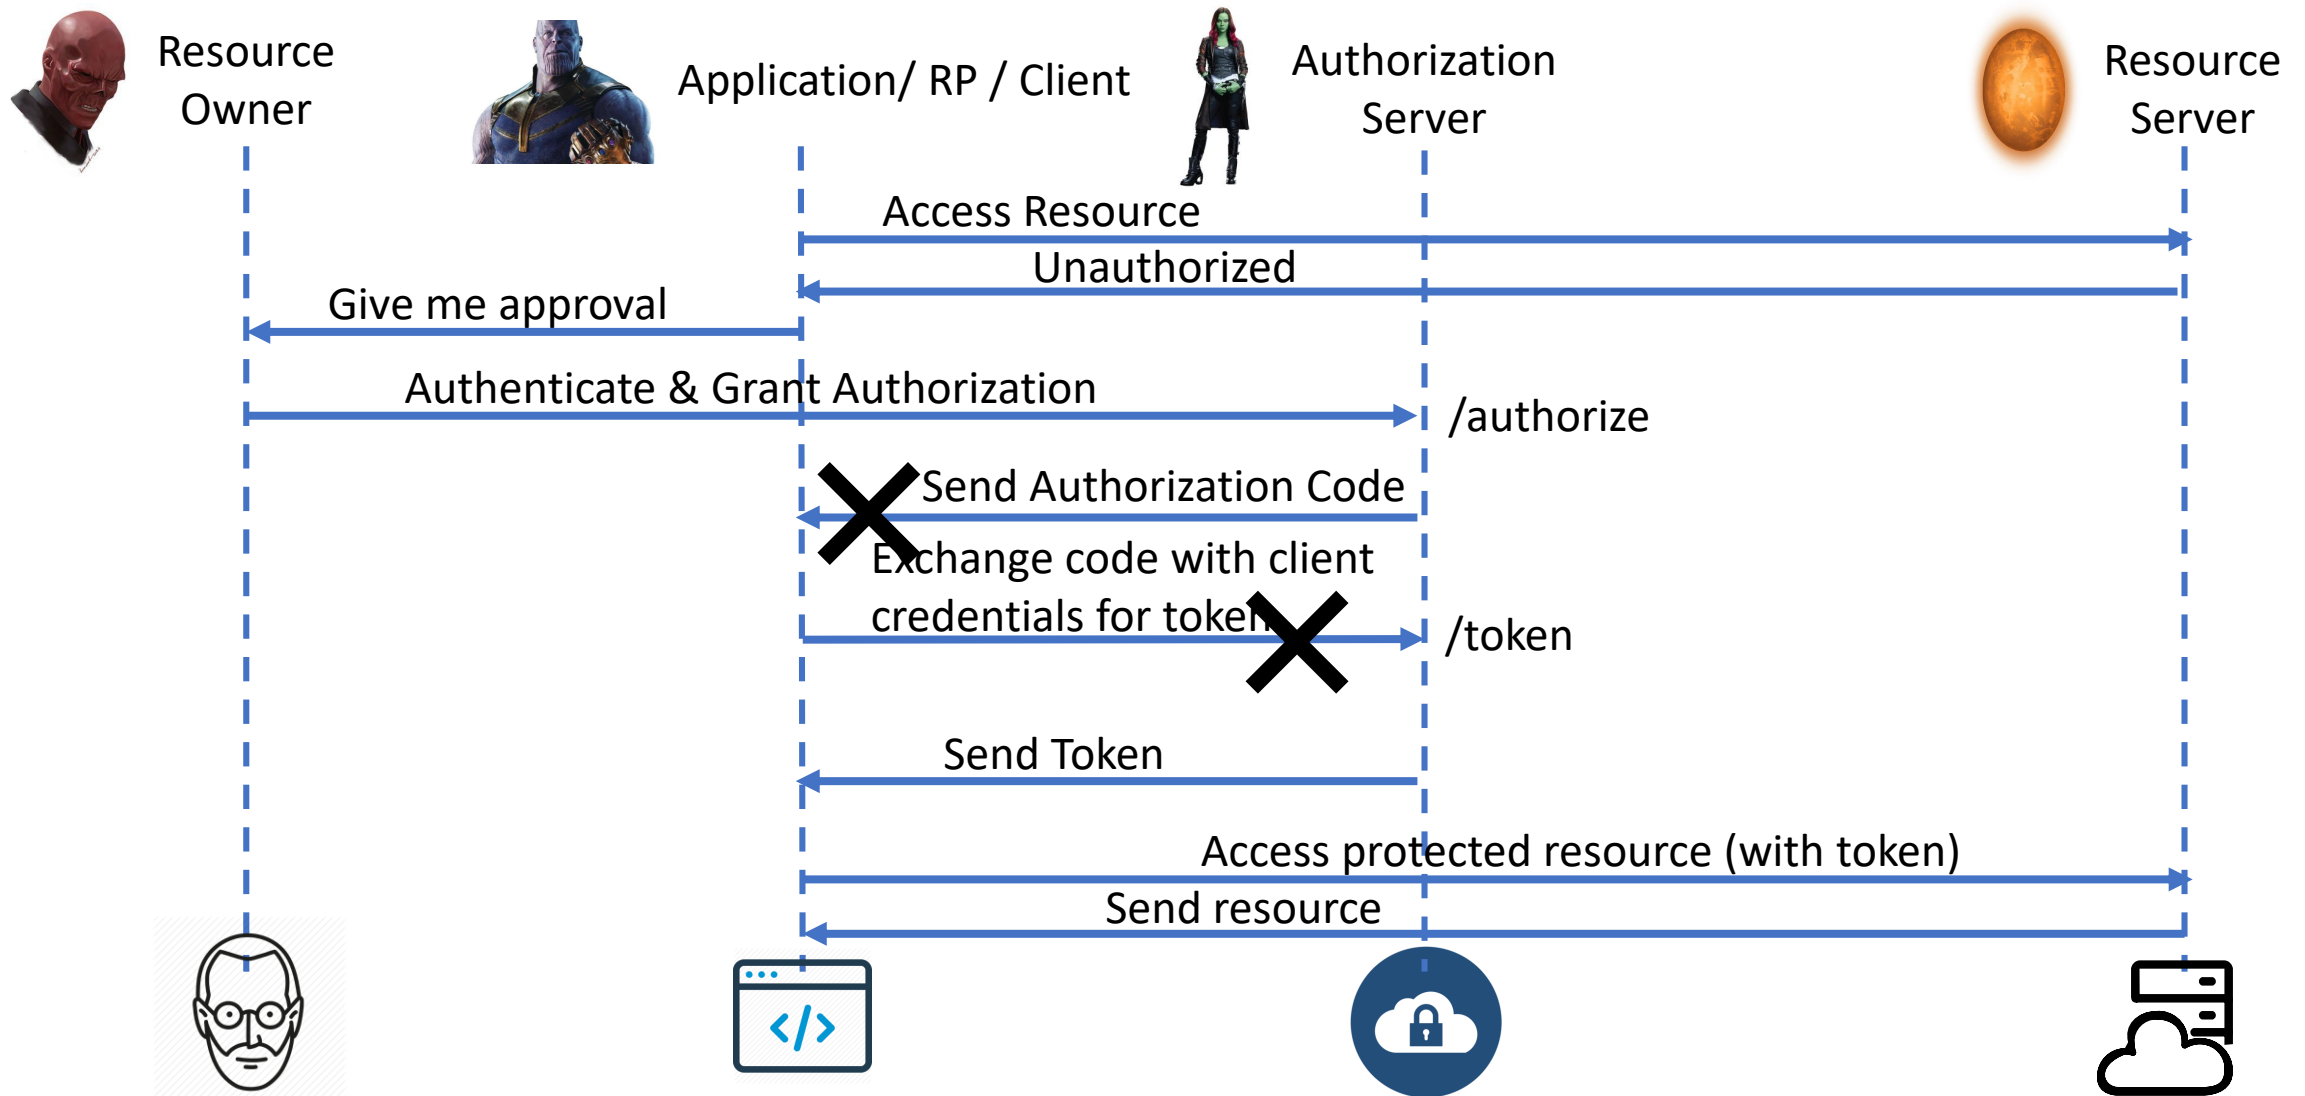 Resource
Owner
Application/ RP / Client
Authorization
Server
Resource
Server
Access Resource
Unauthorized
Give me approval
Authenticate & Grant Authorization
/authorize
Send Authorization Code
Exchange code with client
credentials for token
/token
Send Token
Access protected resource (with token)
Send resource